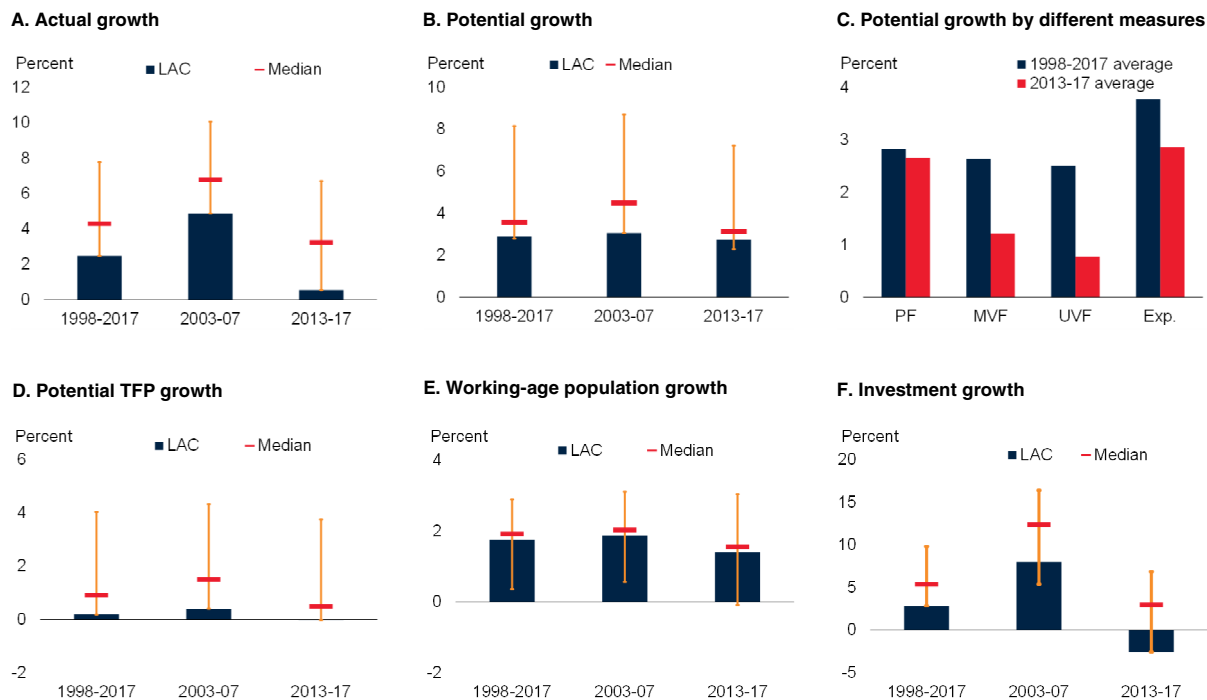 A. Actual growth
Percent
LAC
Median
12
10
8
6
4
2
0
1998-2017
2003-07
2013-17
B. Potential growth
Percent
LAC
Median
10
8
6
4
2
0
1998-2017
2003-07
2013-17
C. Potential growth by different measures
Percent
1998-2017 average
2013-17 average
4
3
2
1
0
PF
MVF
UVF
Exp.
D. Potential TFP growth
Percent
LAC
Median
6
4
2
0
-2
1998-2017
2003-07
2013-17
E. Working-age population growth
Percent
LAC
Median
4
2
0
-2
1998-2017
2003-07
2013-17
F. Investment growth
Percent
LAC
Median
20
15
10
5
0
-5
1998-2017
2003-07
2013-17